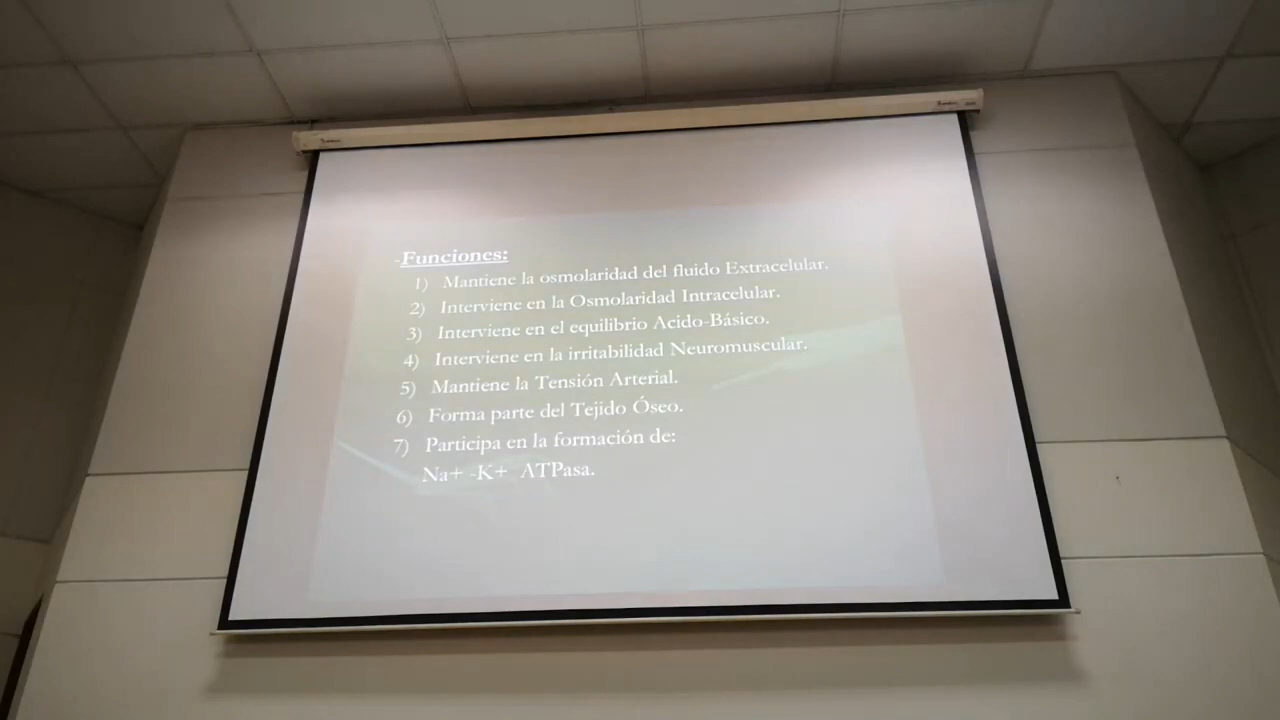 -Funciones:
1) Mantiene la osmolaridad del fluido Extracelular.
2) Interviene en la Osmolaridad Intracelular.
3) Interviene en el equilibrio Acido-Básico.
4) Interviene en la irritabilidad Neuromuscular.
5) Mantiene la Tensión Arterial.
6) Forma parte del Tejido Óseo.
7) Participa en la formación de:
Na+ -K+ ATPasa.